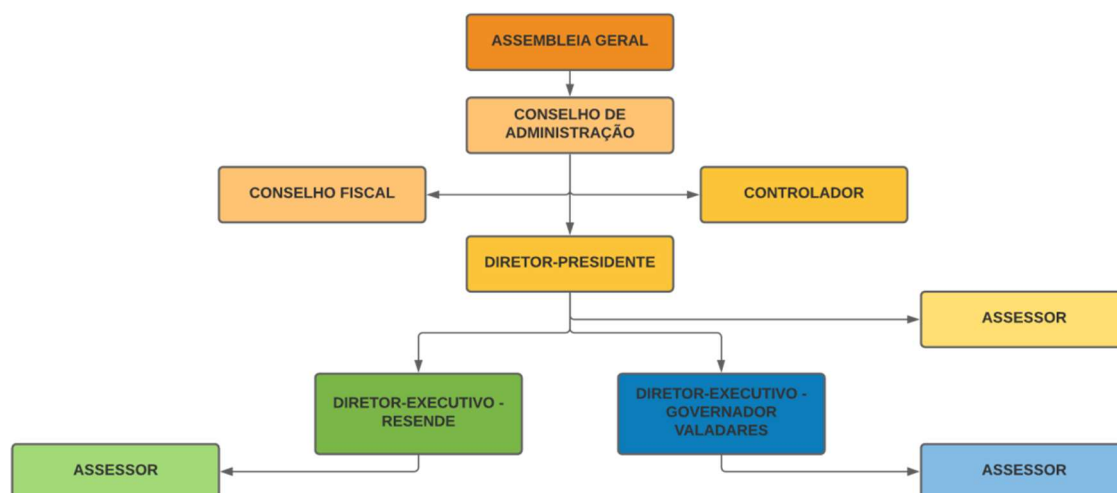 ASSEMBLEIA GERAL
CONSELHO DE
ADMINISTRAÇÃO
CONSELHO FISCAL
CONTROLADOR
DIRETOR-PRESIDENTE
ASSESSOR
DIRETOR-EXECUTIVO -
RESENDE
DIRETOR-EXECUTIVO -
GOVERNADOR
VALADARES
ASSESSOR
ASSESSOR